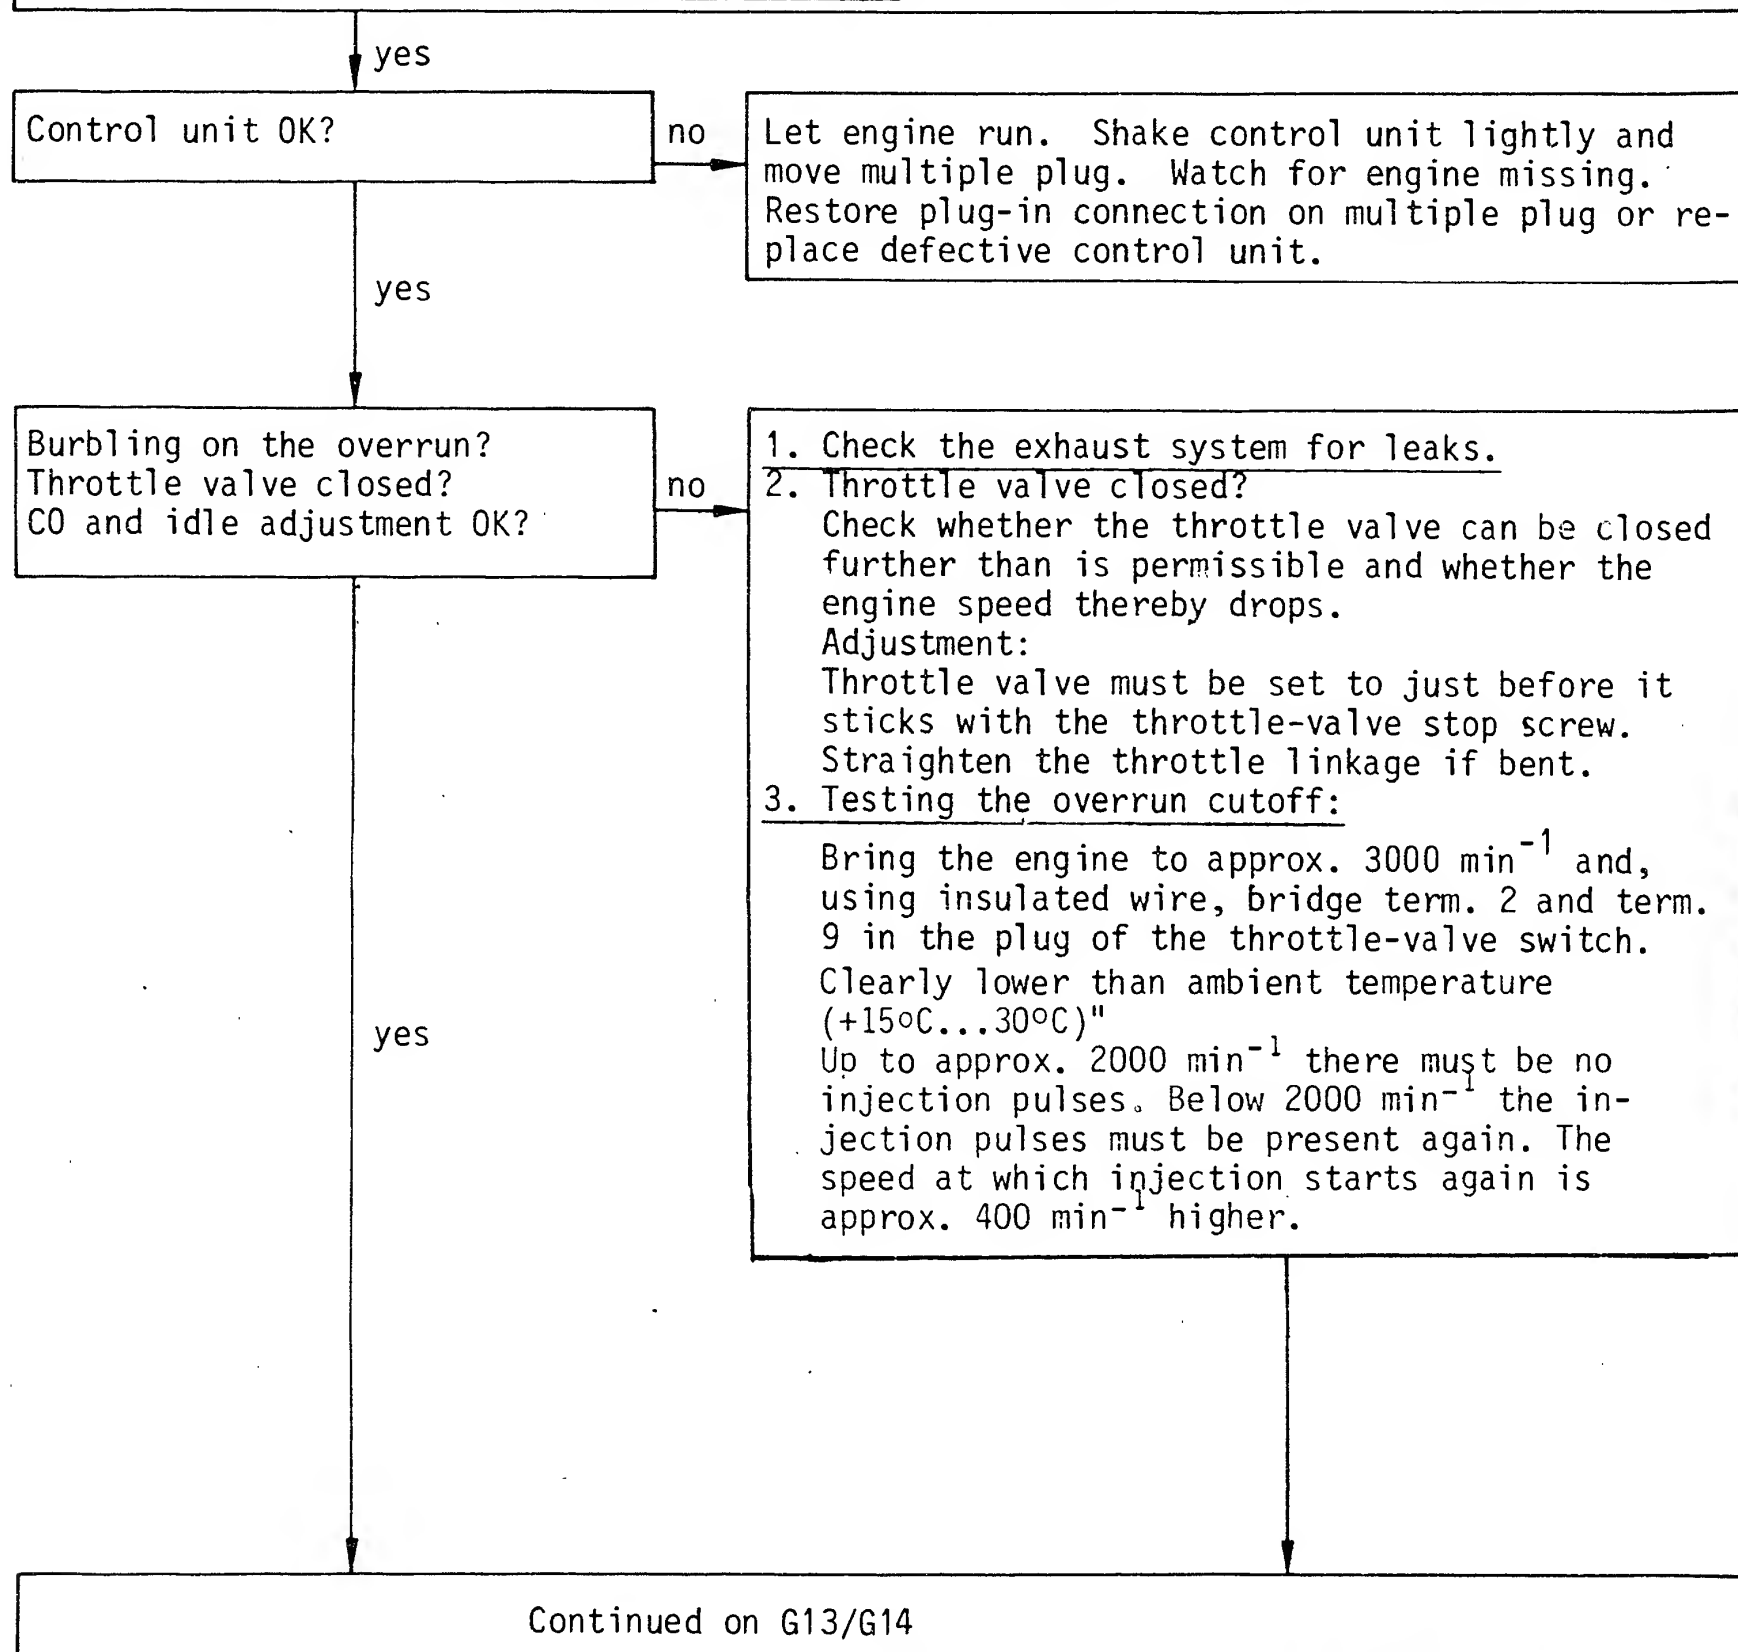 yes
Control unit OK?
no
Let engine run. Shake control unit lightly and
move multiple plug. Watch for engine missing.
Restore plug-in connection on multiple plug or re-
place defective control unit.
yes
Burbling on the overrun?
Throttle valve closed?
CO and idle adjustment OK?
no
1. Check the exhaust system for leaks.
2. Throttle valve closed?
Check whether the throttle valve can be closed
further than is permissible and whether the
engine speed thereby drops.
Adjustment:
Throttle valve must be set to just before it
sticks with the throttle-valve stop screw.
Straighten the throttle linkage if bent.
3. Testing the overrun cutoff:
Bring the engine to approx. 3000 min⁻¹ and,
using insulated wire, bridge term. 2 and term.
9 in the plug of the throttle-valve switch.
Clearly lower than ambient temperature
(+15ºC...30ºC)"
Up to approx. 2000 min⁻¹ there must be no
injection pulses. Below 2000 min⁻¹ the in-
jection pulses must be present again. The
speed at which injection starts again is
approx. 400 min⁻¹ higher.
yes
Continued on G13/G14